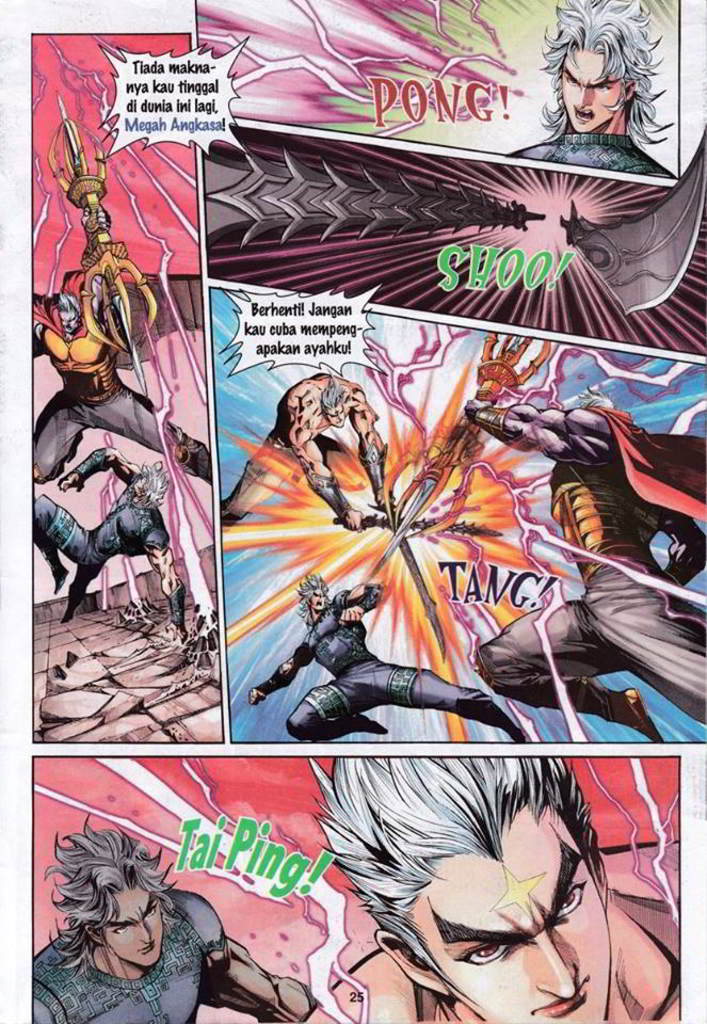 Tiada makna-
nya kau tinggal
di dunia ini lagi,
Megah Angkasa!
PONG!
SHOO!
Berhenti! Jangan
kau cuba mempeng-
apakan ayahku!
TANG!
Tai Ping!
25